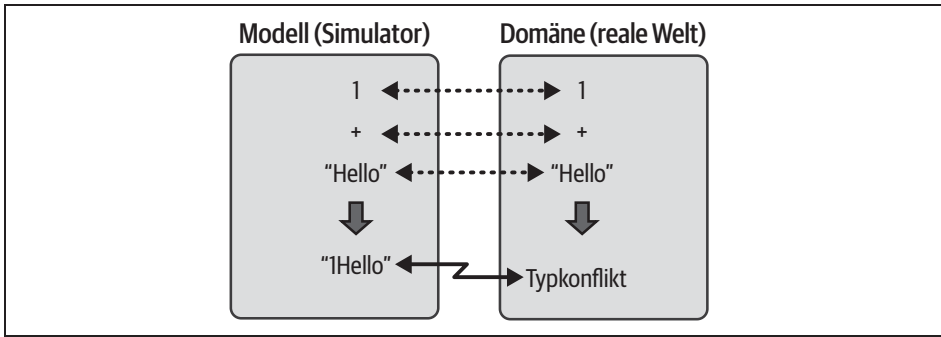 Modell (Simulator) Domäne (reale Welt)
1 1
+ +
“Hello” “Hello”
“1Hello” Typkonflikt